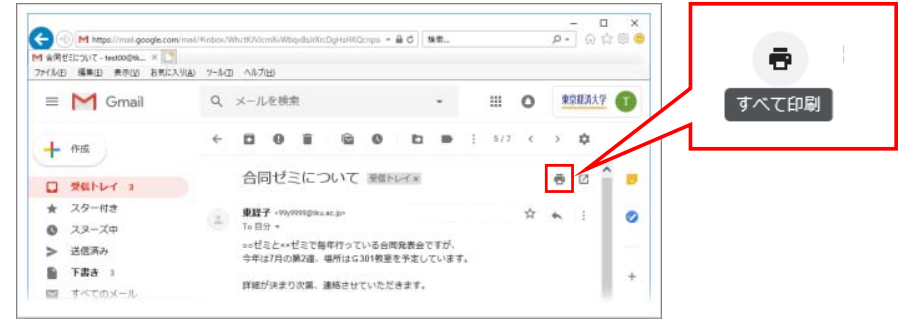 https://mail.google.com/mail/
検索...
合同ゼミについて - test00@tk...
ファイル(F) 編集(E) 表示(V) お気に入り(A) ツール(T) ヘルプ(H)
Gmail
メールを検索
東京経済大学
T
作成
5/7
受信トレイ 3
スター付き
スヌーズ中
送信済み
下書き 3
すべてのメール
合同ゼミについて 受信トレイ×
東経子 <99y9999@tku.ac.jp>
To 自分
○○ゼミと××ゼミで毎年行っている合同発表会ですが、
今年は7月の第2週、場所はG301教室を予定しています。
詳細が決まり次第、連絡させていただきます。
すべて印刷